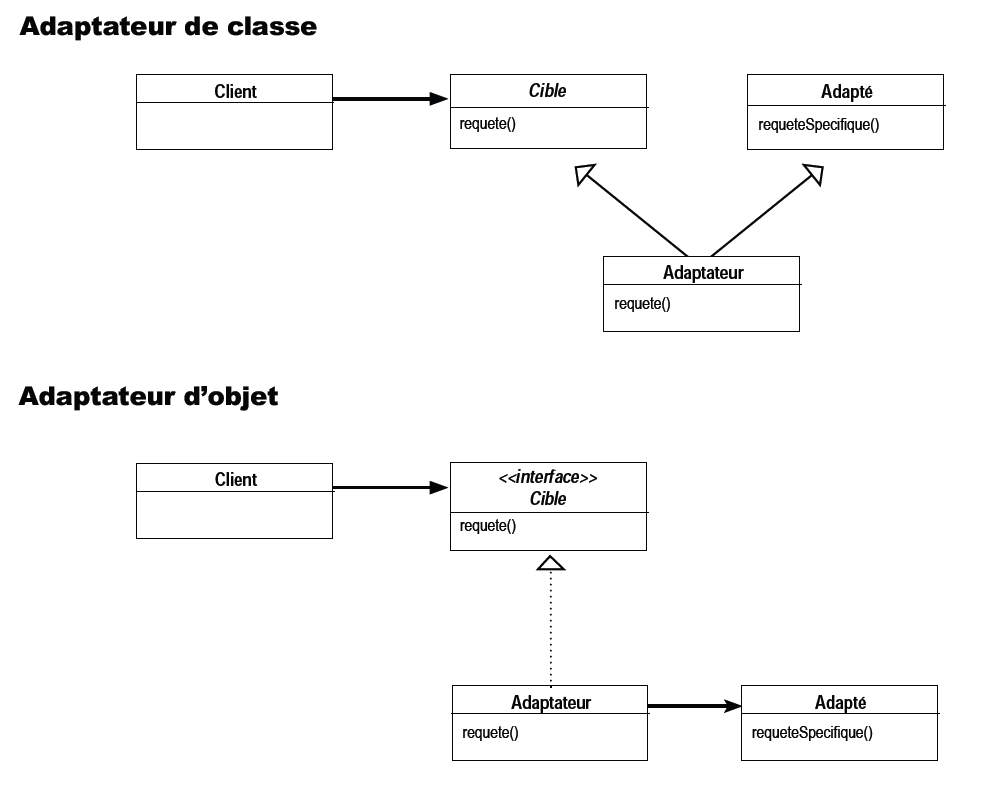 Adaptateur de classe
Client
Cible
requete()
Adapté
requeteSpecifique()
Adaptateur
requete()
Adaptateur d’objet
Client
<<interface>>
Cible
requete()
Adaptateur
requete()
Adapté
requeteSpecifique()